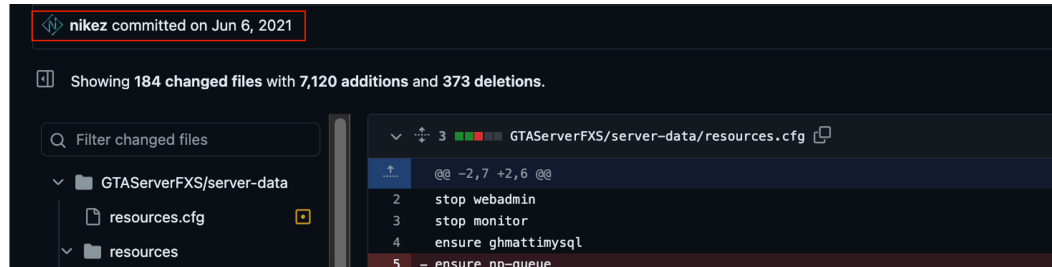 nikez committed on Jun 6, 2021
Showing 184 changed files with 7,120 additions and 373 deletions.
Filter changed files
GTAServerFXS/server-data
resources.cfg
resources
3 GTAServerFXS/server-data/resources.cfg
@@ -2,7 +2,6 @@
2 stop webadmin
3 stop monitor
4 ensure ghmattimysql
5 - ensure np-queue